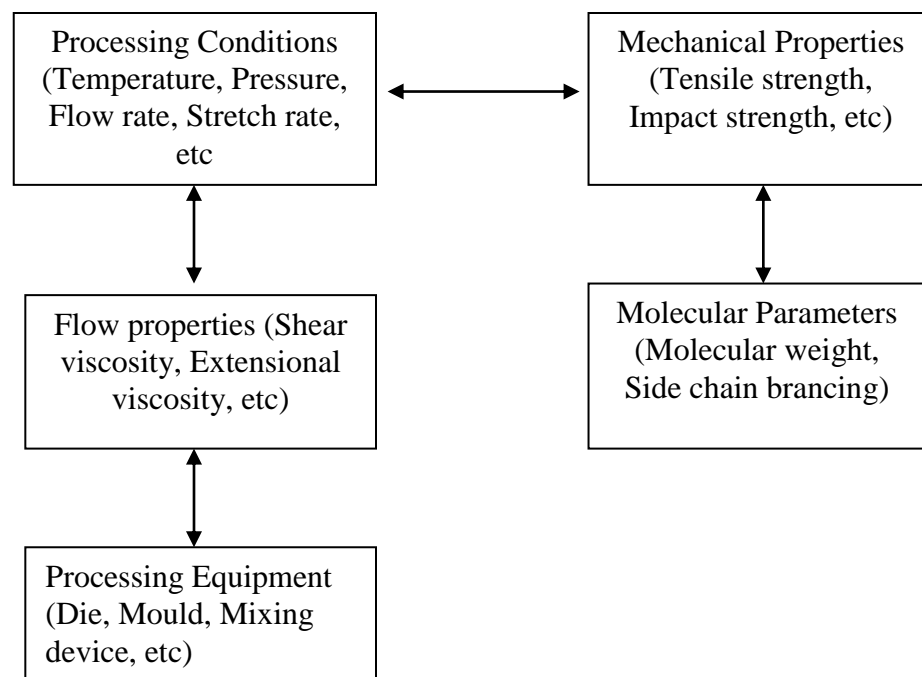 Processing Conditions
(Temperature, Pressure,
Flow rate, Stretch rate,
etc
Mechanical Properties
(Tensile strength,
Impact strength, etc)
Flow properties (Shear
viscosity, Extensional
viscosity, etc)
Molecular Parameters
(Molecular weight,
Side chain brancing)
Processing Equipment
(Die, Mould, Mixing
device, etc)